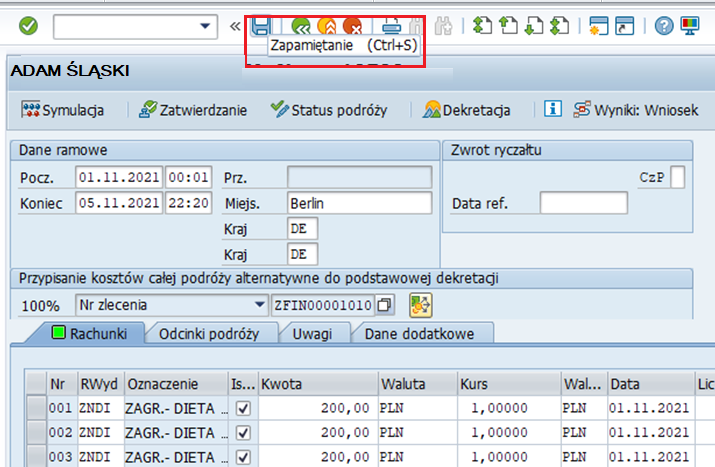 «
Zapamiętanie (Ctrl+S)
ADAM ŚLĄSKI
Symulacja Zatwierdzanie Status podróży Dekretacja Wyniki: Wniosek
Dane ramowe Zwrot ryczałtu
Pocz. 01.11.2021 00:01 Prz. CzP
Koniec 05.11.2021 22:20 Miejs. Berlin Data ref.
Kraj DE
Kraj DE
Przypisanie kosztów całej podróży alternatywne do podstawowej dekretacji
100% Nr zlecenia ZFIN00001010
Rachunki Odcinki podróży Uwagi Dane dodatkowe
Nr RWyd Oznaczenie Is... Kwota Waluta Kurs Wal... Data Lic
001 ZNDI ZAGR.- DIETA ... 200,00 PLN 1,00000 PLN 01.11.2021
002 ZNDI ZAGR.- DIETA ... 200,00 PLN 1,00000 PLN 01.11.2021
003 ZNDI ZAGR.- DIETA ... 200,00 PLN 1,00000 PLN 01.11.2021